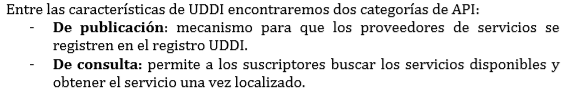 Entre las características de UDDI encontraremos dos categorías de API:
- De publicación: mecanismo para que los proveedores de servicios se
registren en el registro UDDI.
- De consulta: permite a los suscriptores buscar los servicios disponibles y
obtener el servicio una vez localizado.